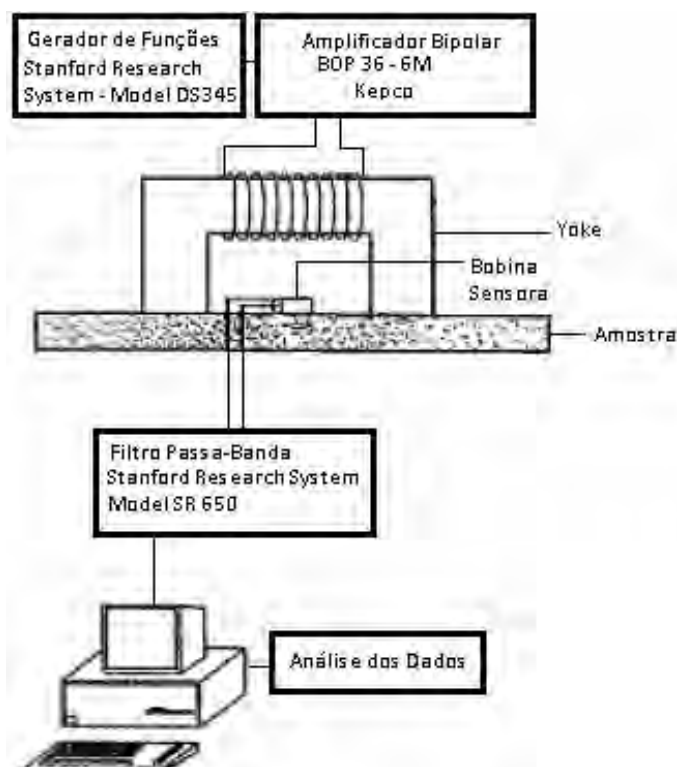 Gerador de Funções
Stanford Research
System - Model DS345
Amplificador Bipolar
BOP 36 - 6M
Kepco
Yoke
Bobina
Sensora
Amostra
Filtro Passa-Banda
Stanford Research System
Model SR 650
Análise dos Dados